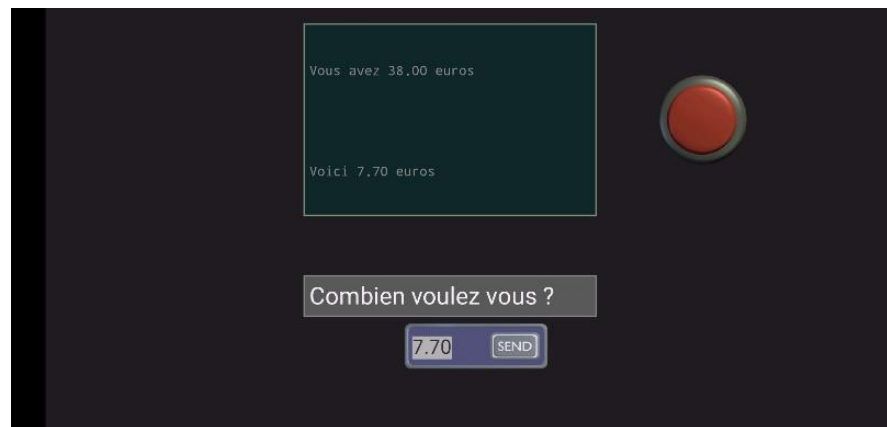 Vous avez 38.00 euros
Voici 7.70 euros
Combien voulez vous ?
7.70 SEND